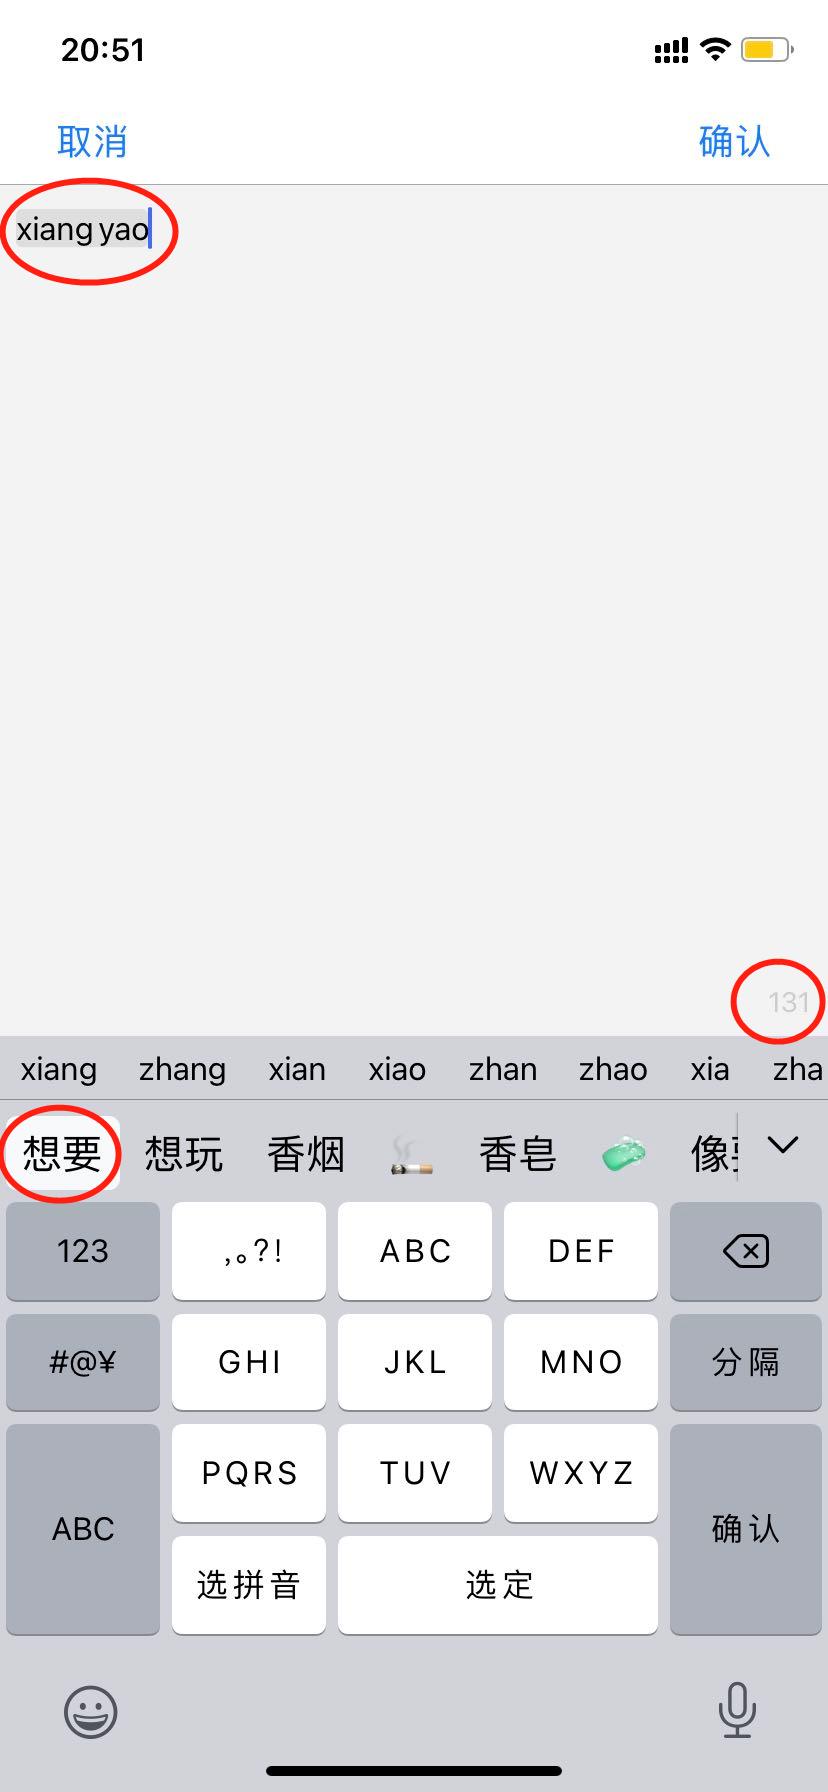 20:51
取消 确认
xiang yao
131
xiang zhang xian xiao zhan zhao xia zha
想要 想玩 香烟 香皂 像
123 ,。?! ABC DEF
#@¥ GHI JKL MNO 分隔
ABC PQRS TUV WXYZ 确认
选拼音 选定